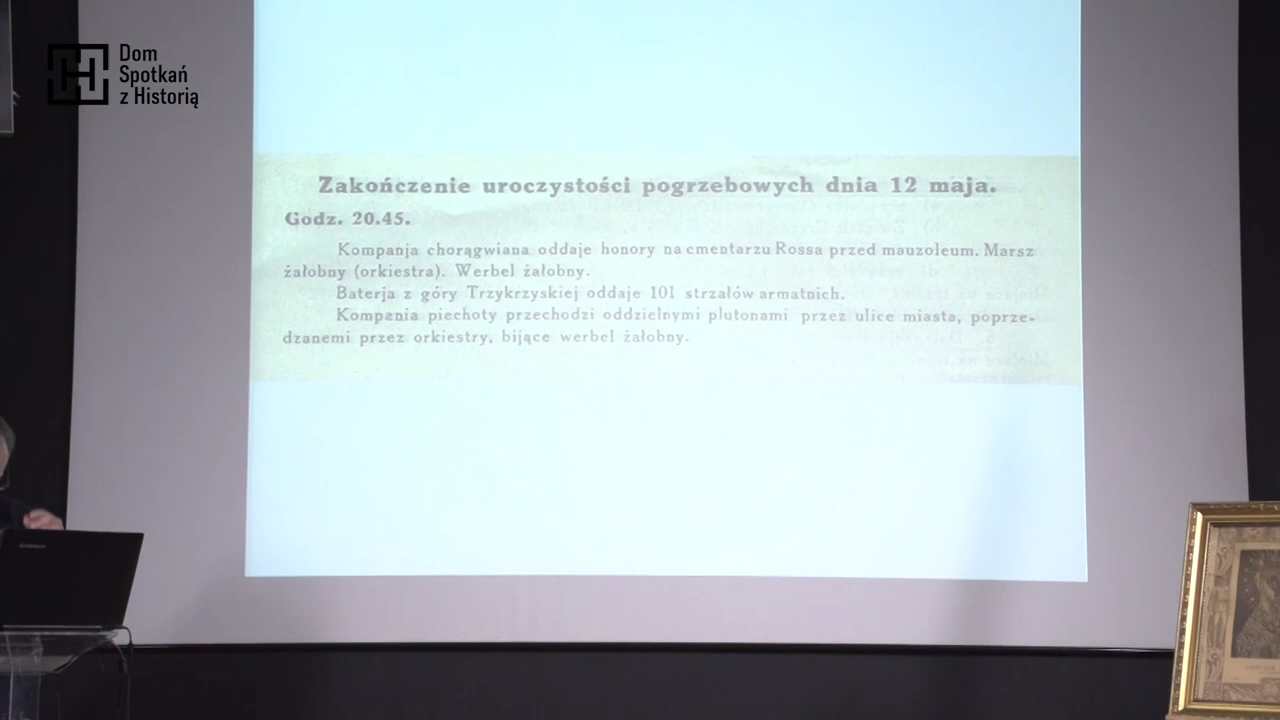 Dom
Spotkań
z Historią
Zakończenie uroczystości pogrzebowych dnia 12 maja.
Godz. 20.45.
Kompanja chorągwiana oddaje honory na cmentarzu Rossa przed mauzoleum. Marsz
żałobny (orkiestra). Werbel żałobny.
Baterja z góry Trzykrzyskiej oddaje 101 strzałów armatnich.
Kompania piechoty przechodzi oddzielnymi plutonami przez ulice miasta, poprze-
dzanemi przez orkiestry, bijące werbel żałobny.